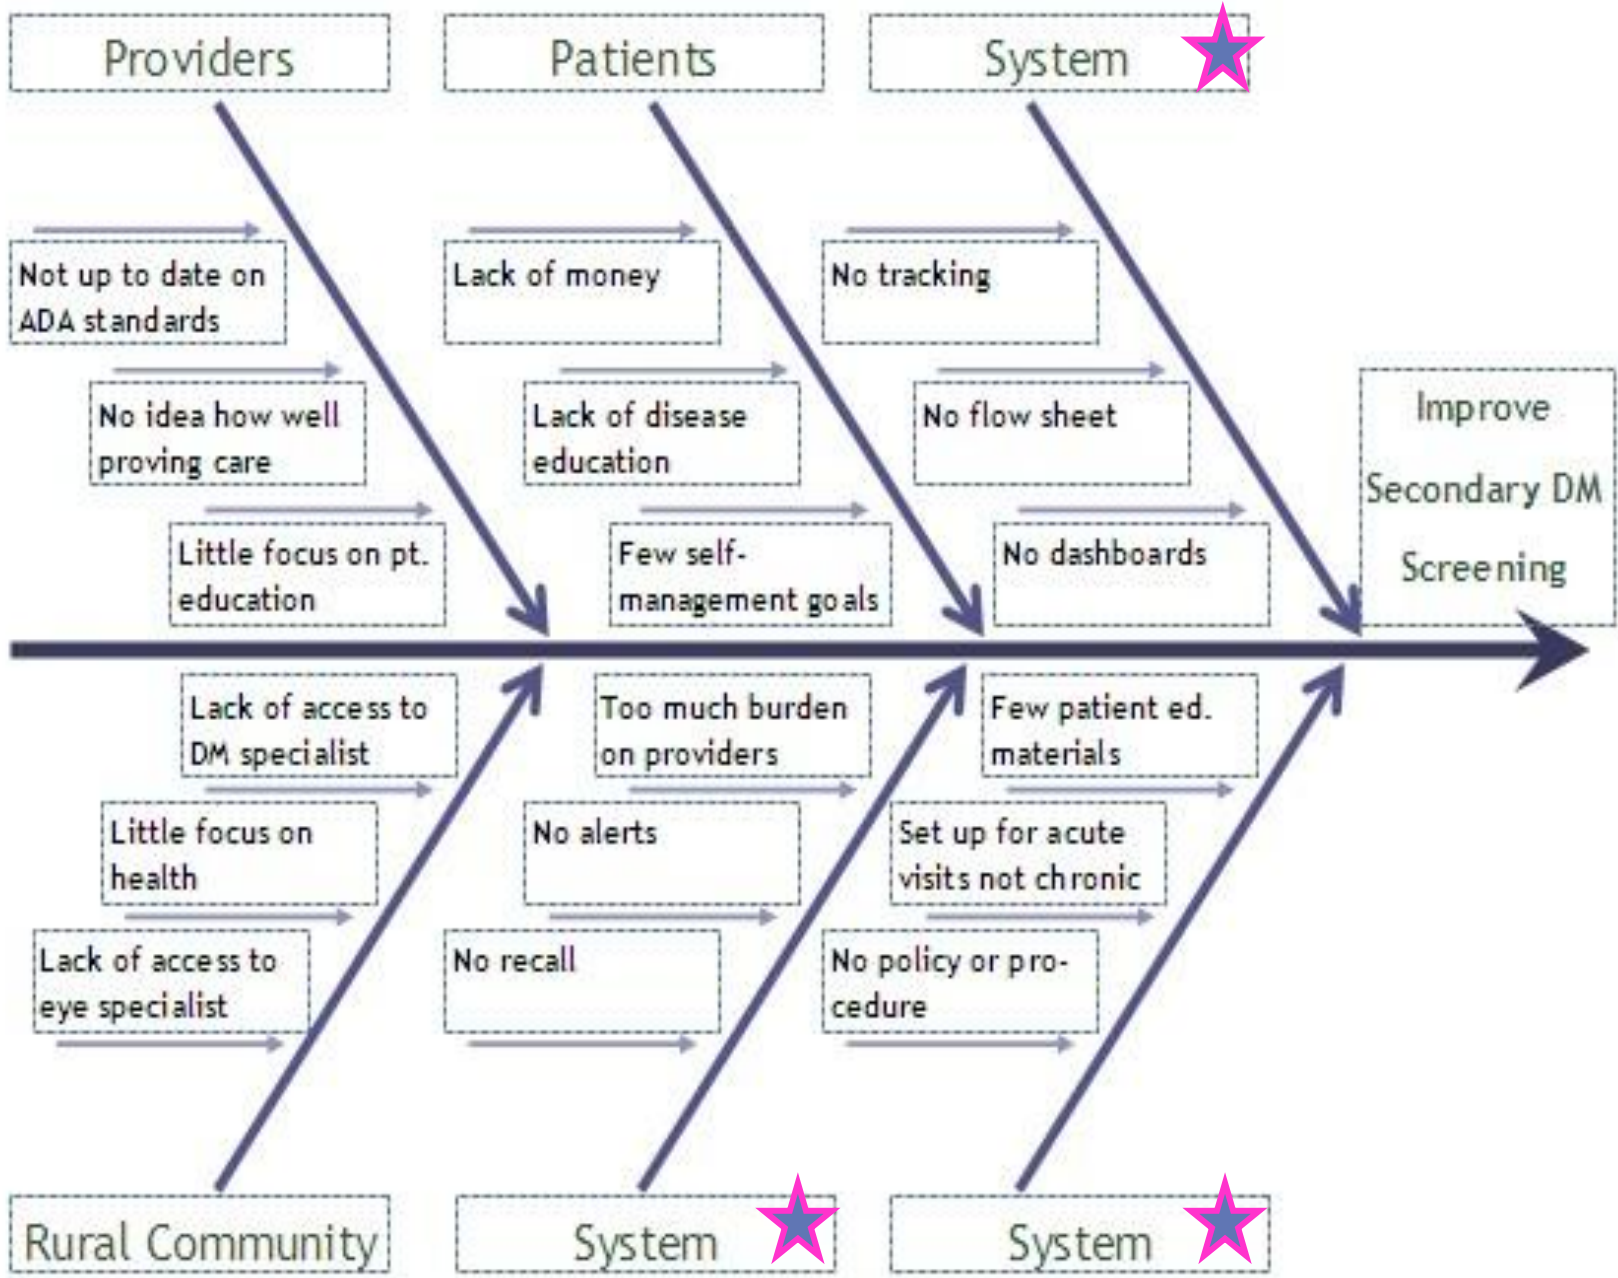 Providers
Patients
System
Not up to date on
ADA standards
Lack of money
No tracking
No idea how well
proving care
Lack of disease
education
No flow sheet
Little focus on pt.
education
Few self-
management goals
No dashboards
Improve
Secondary DM
Screening
Lack of access to
DM specialist
Too much burden
on providers
Few patient ed.
materials
Little focus on
health
No alerts
Set up for acute
visits not chronic
Lack of access to
eye specialist
No recall
No policy or pro-
cedure
Rural Community
System
System